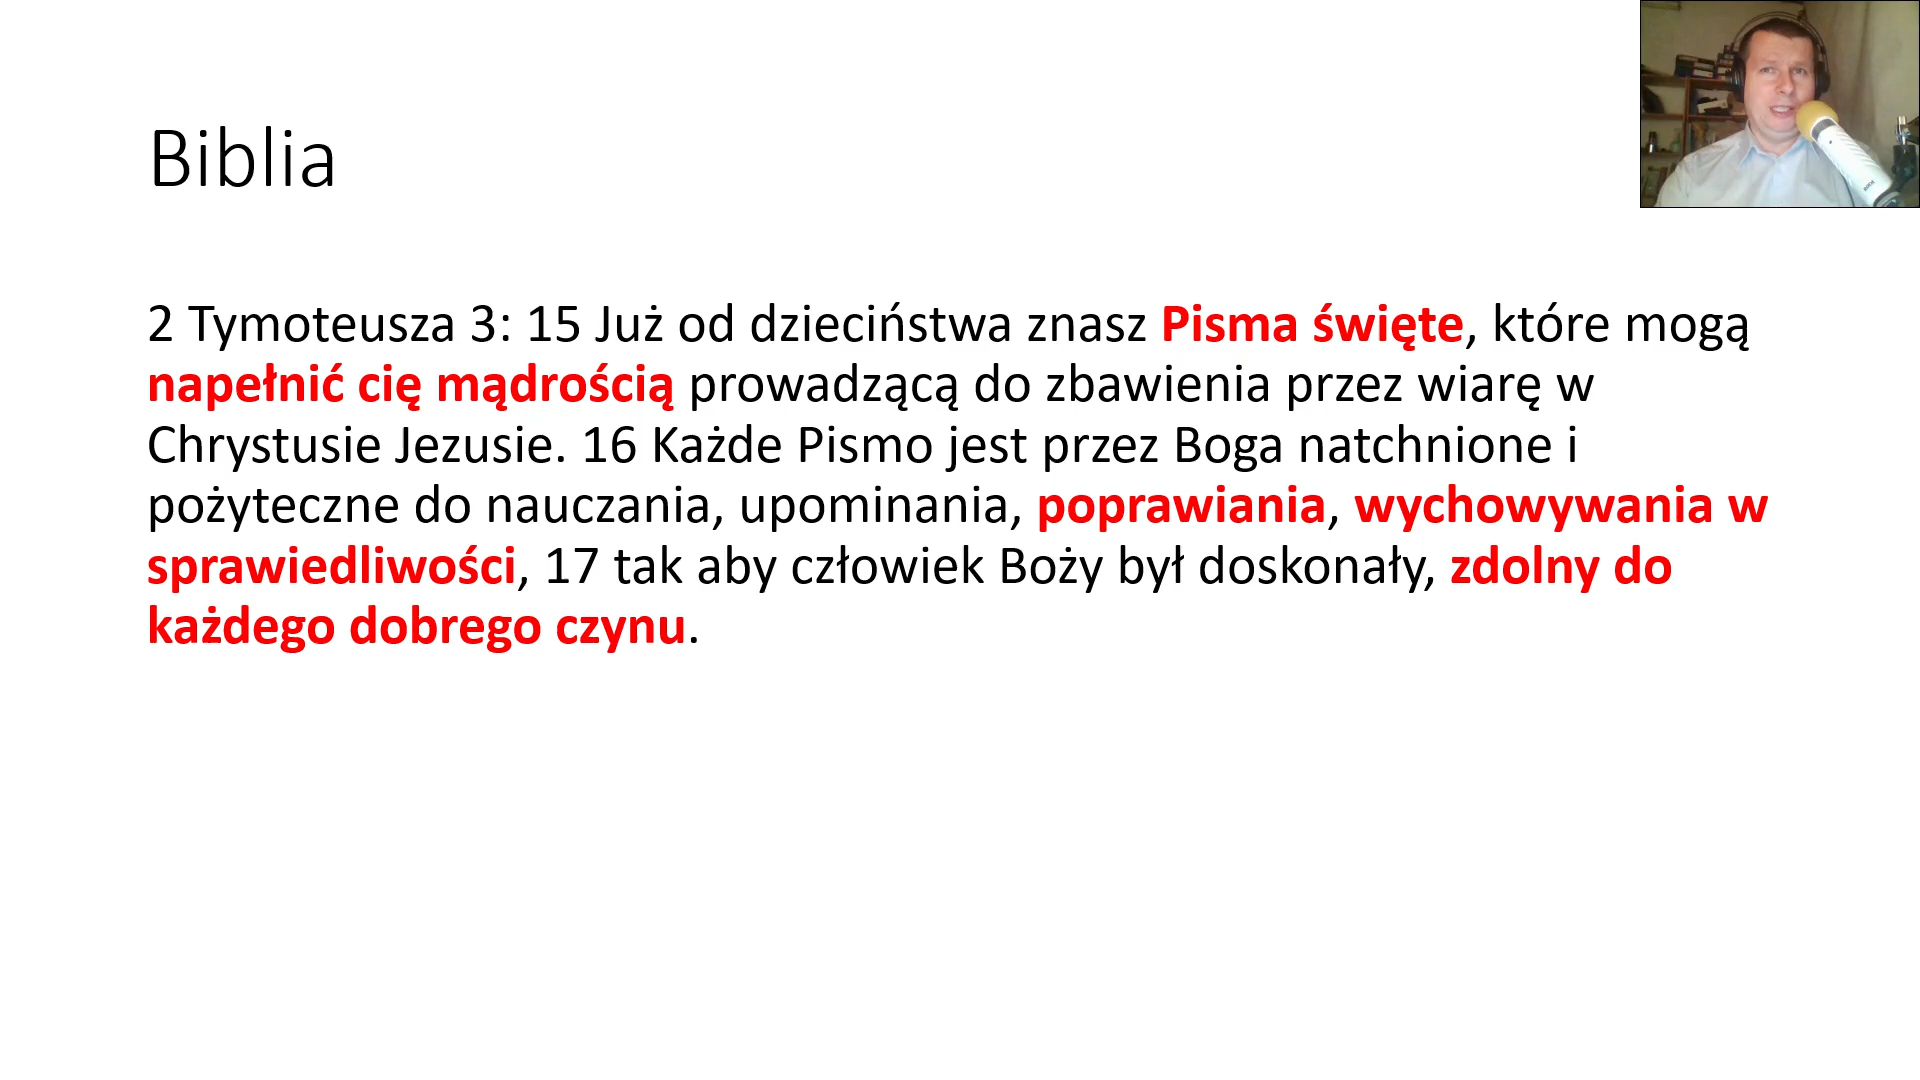 Biblia
2 Tymoteusza 3: 15 Już od dzieciństwa znasz Pisma święte, które mogą
napełnić cię mądrością prowadzącą do zbawienia przez wiarę w
Chrystusie Jezusie. 16 Każde Pismo jest przez Boga natchnione i
pożyteczne do nauczania, upominania, poprawiania, wychowywania w
sprawiedliwości, 17 tak aby człowiek Boży był doskonały, zdolny do
każdego dobrego czynu.